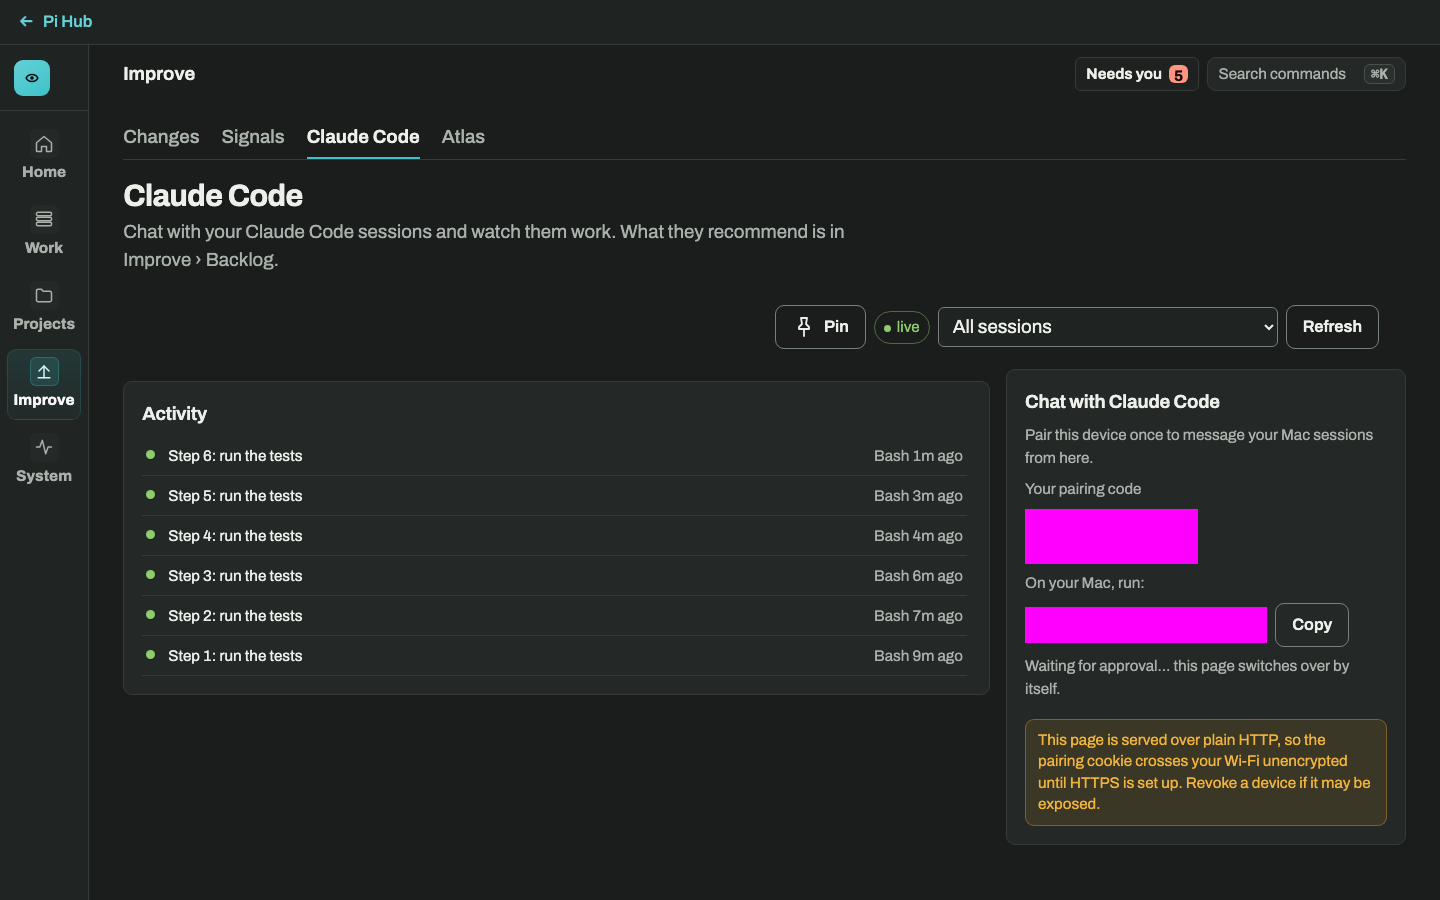 ← Pi Hub
Improve
Needs you 5
Search commands ⌘K
Home
Work
Projects
Improve
System
Changes Signals Claude Code Atlas
Claude Code
Chat with your Claude Code sessions and watch them work. What they recommend is in
Improve › Backlog.
Pin
live
All sessions
Refresh
Activity
Step 6: run the tests Bash 1m ago
Step 5: run the tests Bash 3m ago
Step 4: run the tests Bash 4m ago
Step 3: run the tests Bash 6m ago
Step 2: run the tests Bash 7m ago
Step 1: run the tests Bash 9m ago
Chat with Claude Code
Pair this device once to message your Mac sessions
from here.
Your pairing code
On your Mac, run:
Copy
Waiting for approval… this page switches over by
itself.
This page is served over plain HTTP, so the
pairing cookie crosses your Wi-Fi unencrypted
until HTTPS is set up. Revoke a device if it may be
exposed.